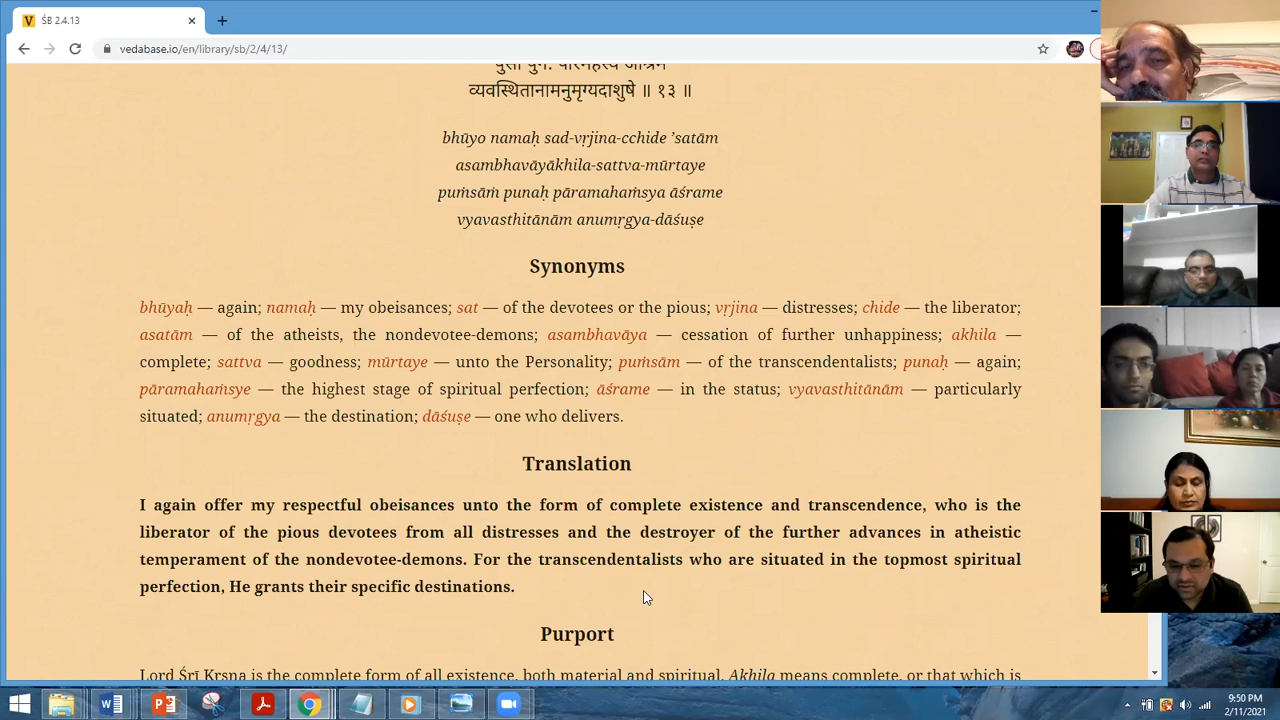 ŚB 2.4.13
vedabase.io/en/library/sb/2/4/13/
व्यवस्थितानामनुमृग्यदाशुषे ॥ १३ ॥
bhūyo namaḥ sad-vṛjina-cchide ’satām
asambhavāyākhila-sattva-mūrtaye
puṁsāṁ punaḥ pāramahaṁsya āśrame
vyavasthitānām anumṛgya-dāśuṣe
Synonyms
bhūyaḥ — again; namaḥ — my obeisances; sat — of the devotees or the pious; vṛjina — distresses; chide — the liberator;
asatām — of the atheists, the nondevotee-demons; asambhavāya — cessation of further unhappiness; akhila —
complete; sattva — goodness; mūrtaye — unto the Personality; puṁsām — of the transcendentalists; punaḥ — again;
pāramahaṁsye — the highest stage of spiritual perfection; āśrame — in the status; vyavasthitānām — particularly
situated; anumṛgya — the destination; dāśuṣe — one who delivers.
Translation
I again offer my respectful obeisances unto the form of complete existence and transcendence, who is the
liberator of the pious devotees from all distresses and the destroyer of the further advances in atheistic
temperament of the nondevotee-demons. For the transcendentalists who are situated in the topmost spiritual
perfection, He grants their specific destinations.
Purport
Lord Śrī Kṛṣṇa is the complete form of all existence, both material and spiritual. Akhila means complete, or that which is
9:50 PM
2/11/2021